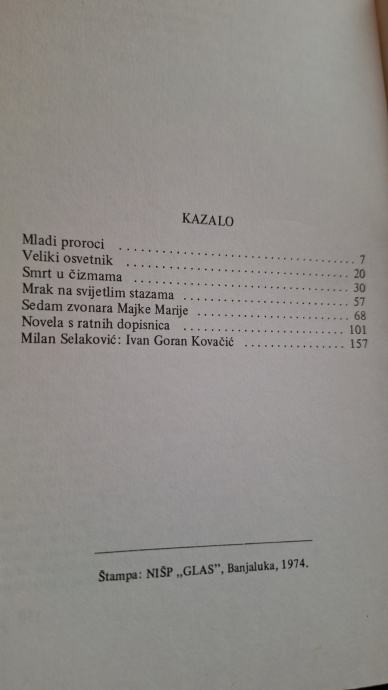 KAZALO
Mladi proroci . . . . . . . . . . . . . . . . . . . . . . . . . . . . . . . . . . 7
Veliki osvetnik . . . . . . . . . . . . . . . . . . . . . . . . . . . . . . . . 20
Smrt u čizmama . . . . . . . . . . . . . . . . . . . . . . . . . . . . . . . 30
Mrak na svijetlim stazama . . . . . . . . . . . . . . . . . . . . . . . 57
Sedam zvonara Majke Marije . . . . . . . . . . . . . . . . . . . . . 68
Novela s ratnih dopisnica . . . . . . . . . . . . . . . . . . . . . . . 101
Milan Selaković: Ivan Goran Kovačić . . . . . . . . . . . . . . 157
Štampa: NIŠP „GLAS”, Banjaluka, 1974.